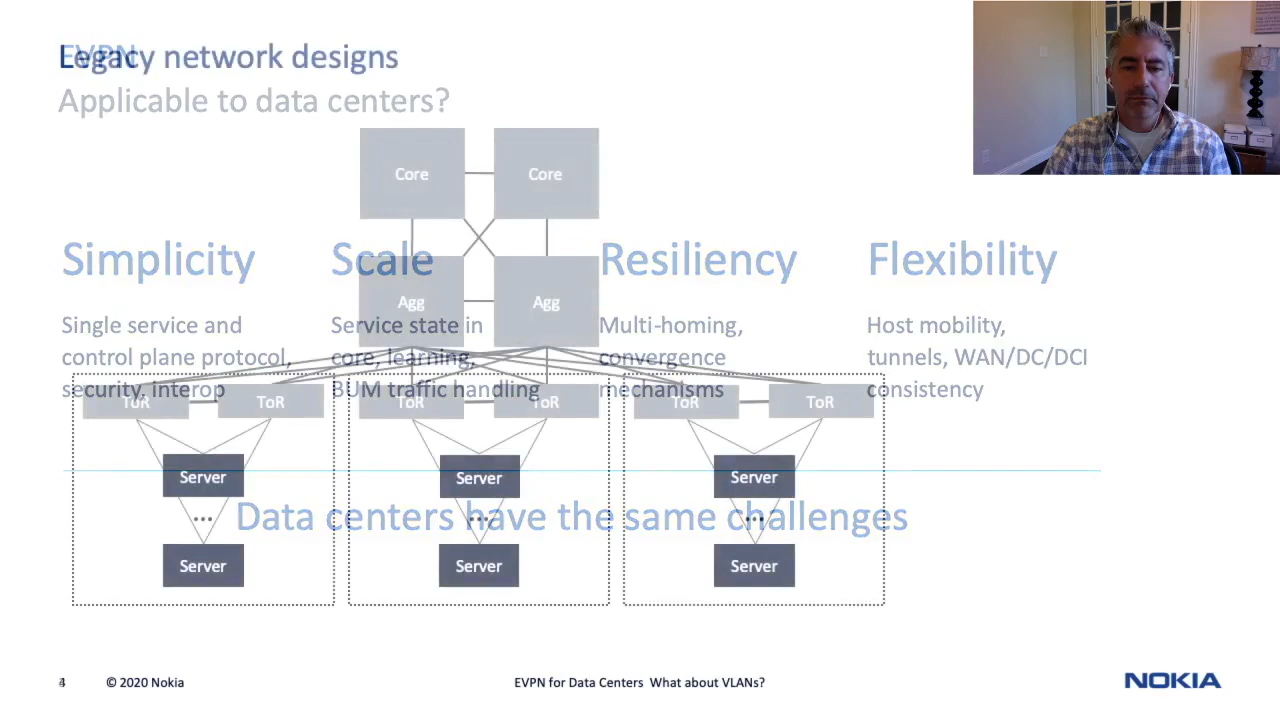 EVPN
Legacy network designs
Applicable to data centers?
Core
Core
Simplicity
Scale
Resiliency
Flexibility
Agg
Agg
Single service and
control plane protocol,
security, interop
Service state in
core, learning,
BUM traffic handling
Multi-homing,
convergence
mechanisms
Host mobility,
tunnels, WAN/DC/DCI
consistency
ToR
ToR
ToR
ToR
ToR
ToR
Server
Server
Server
...
...
...
Data centers have the same challenges
Server
Server
Server
© 2020 Nokia
EVPN for Data Centers What about VLANs?
NOKIA